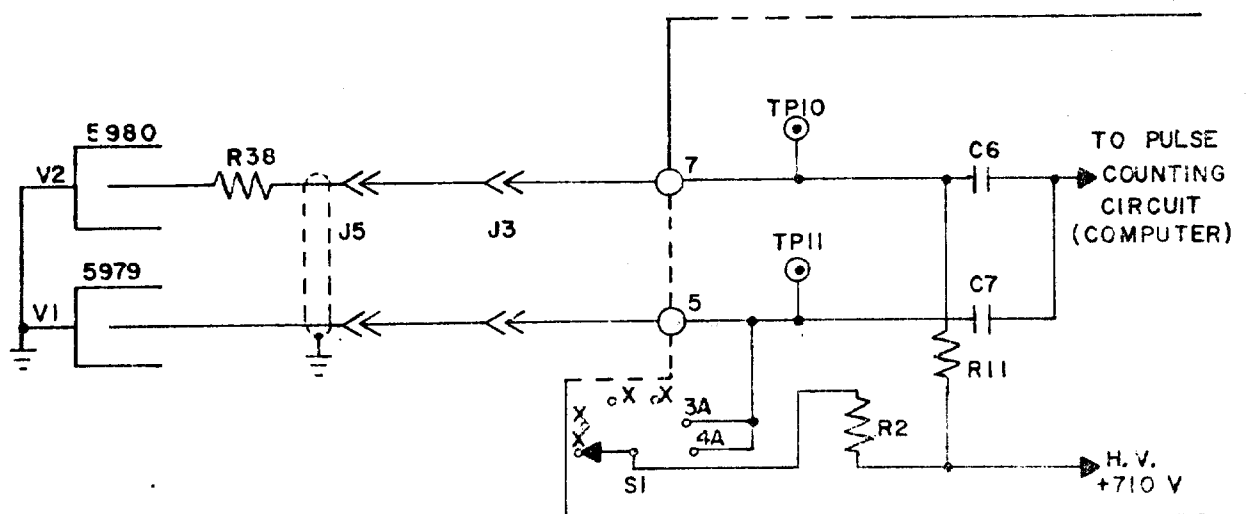 5980
V2
R38
J5
J3
7
TP10
C6
TO PULSE
COUNTING
CIRCUIT
(COMPUTER)
5979
V1
5
TP11
C7
R11
X X
X
X
3A
4A
S1
R2
H.V.
+710 V